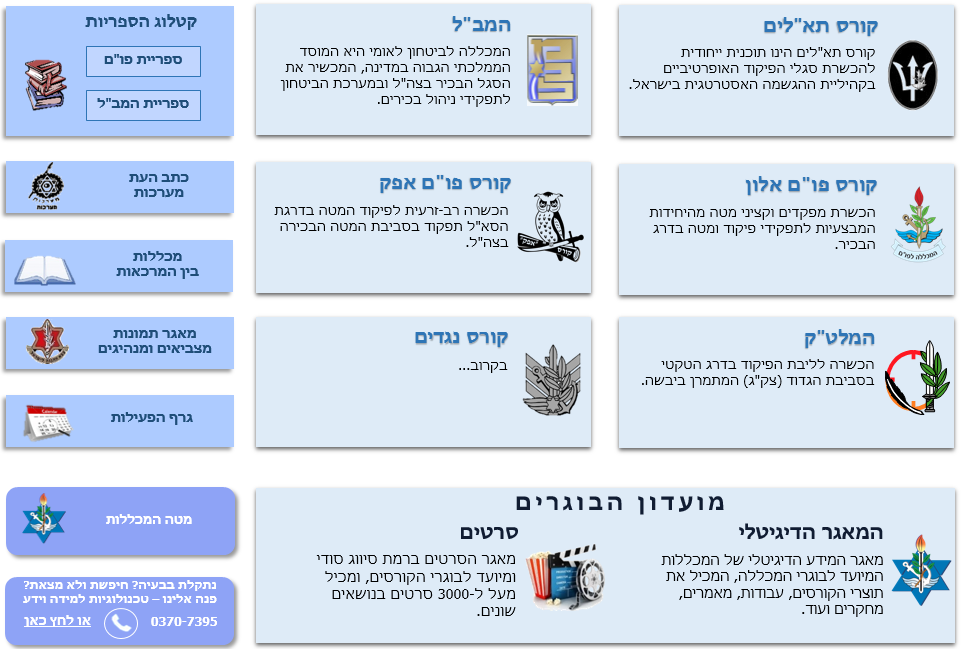 קורס תא"לים
קורס תא"לים הינו תוכנית ייחודית
להכשרת סגלי הפיקוד האופרטיביים
בקהיליית ההגשמה האסטרטגית בישראל.
המב"ל
המכללה לביטחון לאומי היא המוסד
הממלכתי הגבוה במדינה, המכשיר את
הסגל הבכיר בצה"ל ובמערכת הביטחון
לתפקידי ניהול בכירים.
קטלוג הספריות
ספריית פו"ם
ספריית המב"ל
קורס פו"ם אלון
הכשרת מפקדים וקציני מטה מהיחידות
המבצעיות לתפקידי פיקוד ומטה בדרג
הבכיר.
המכללה לפו"ם
קורס פו"ם אפק
הכשרה רב-זרעית לפיקוד המטה בדרגת
הסא"ל תפקוד בסביבת המטה הבכירה
בצה"ל.
קורס "אפק"
כתב העת
מערכות
מערכות
מכללות
בין המרכאות
המלט"ק
הכשרה לליבת הפיקוד בדרג הטקטי
בסביבת הגדוד (צק"ג) המתמרן ביבשה.
קורס נגדים
בקרוב...
מאגר תמונות
מצביאים ומנהיגים
גרף הפעילות
Calendar
מועדון הבוגרים
המאגר הדיגיטלי
מאגר המידע הדיגיטלי של המכללות
המיועד לבוגרי המכללה, המכיל את
תוצרי הקורסים, עבודות, מאמרים,
מחקרים ועוד.
סרטים
מאגר הסרטים ברמת סיווג סודי
ומיועד לבוגרי הקורסים, ומכיל
מעל ל-3000 סרטים בנושאים
שונים.
מטה המכללות
נתקלת בבעיה? חיפשת ולא מצאת?
פנה אלינו – טכנולוגיות למידה וידע
0370-7395
או לחץ כאן